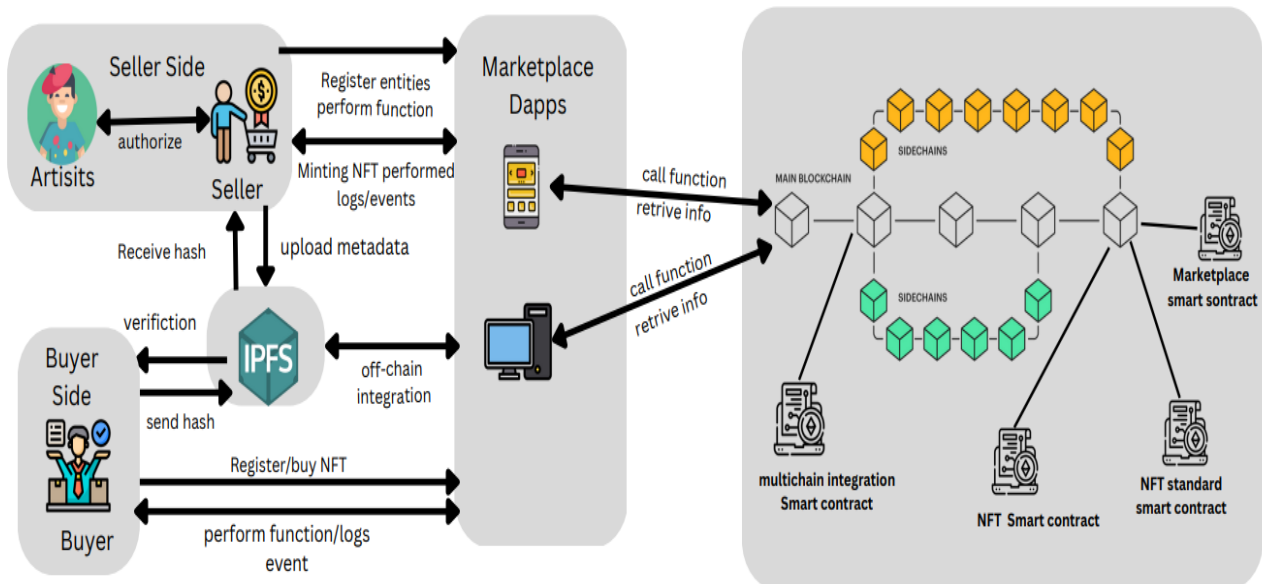 Seller Side
authorize
Artisits
Seller
Register entities
perform function
Minting NFT performed
logs/events
Receive hash
upload metadata
Marketplace
Dapps
verifiction
IPFS
Buyer
Side
send hash
off-chain
integration
Register/buy NFT
Buyer
perform function/logs
event
call function
retrive info
call function
retrive info
SIDECHAINS
MAIN BLOCKCHAIN
SIDECHAINS
Marketplace
smart sontract
multichain integration
Smart contract
NFT Smart contract
NFT standard
smart contract